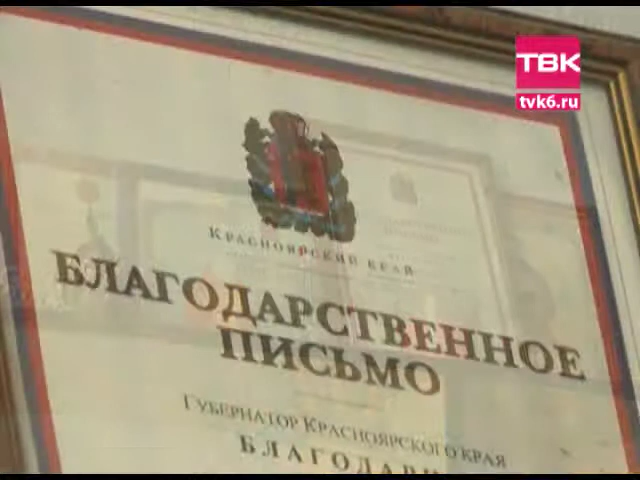 ТВК
tvk6.ru
Красноярский край
БЛАГОДАРСТВЕННОЕ
ПИСЬМО
Губернатор Красноярского края